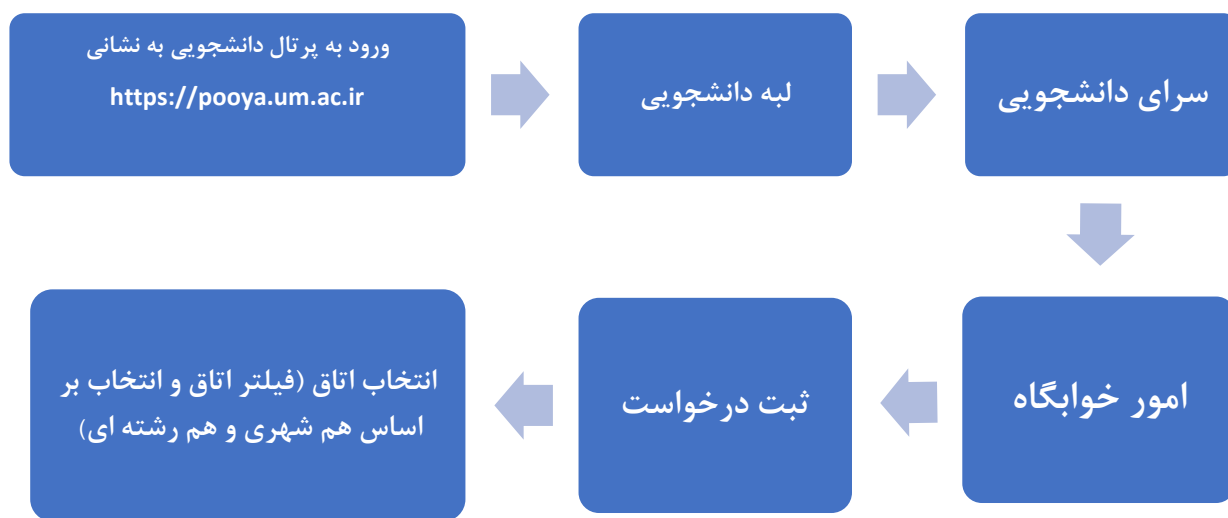 ورود به پرتال دانشجویی به نشانی
https://pooya.um.ac.ir
لبه دانشجویی
سرای دانشجویی
امور خوابگاه
ثبت درخواست
انتخاب اتاق (فیلتر اتاق و انتخاب بر
اساس هم شهری و هم رشته ای)